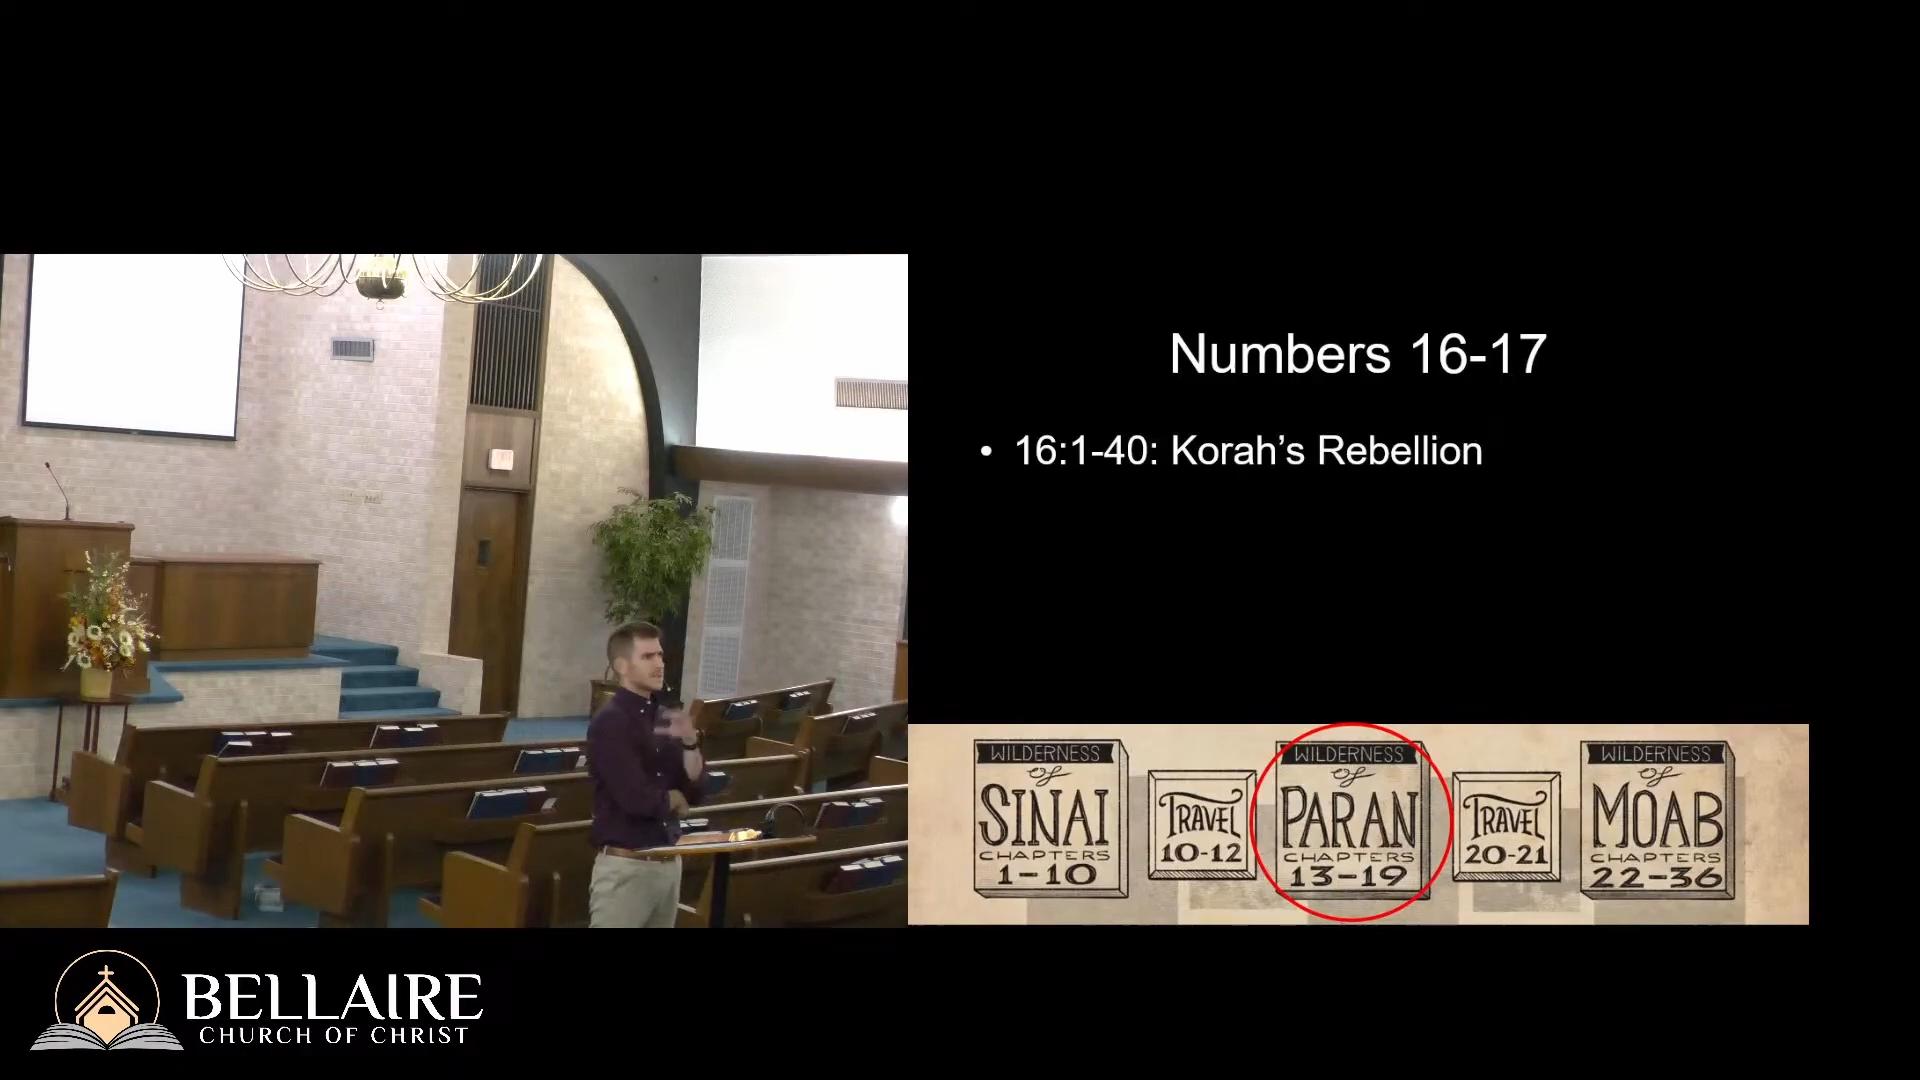 Numbers 16-17
• 16:1-40: Korah’s Rebellion
WILDERNESS
of
SINAI
CHAPTERS
1-10
TRAVEL
10-12
WILDERNESS
of
PARAN
CHAPTERS
13-19
TRAVEL
20-21
WILDERNESS
of
MOAB
CHAPTERS
22-36
BELLAIRE
CHURCH OF CHRIST